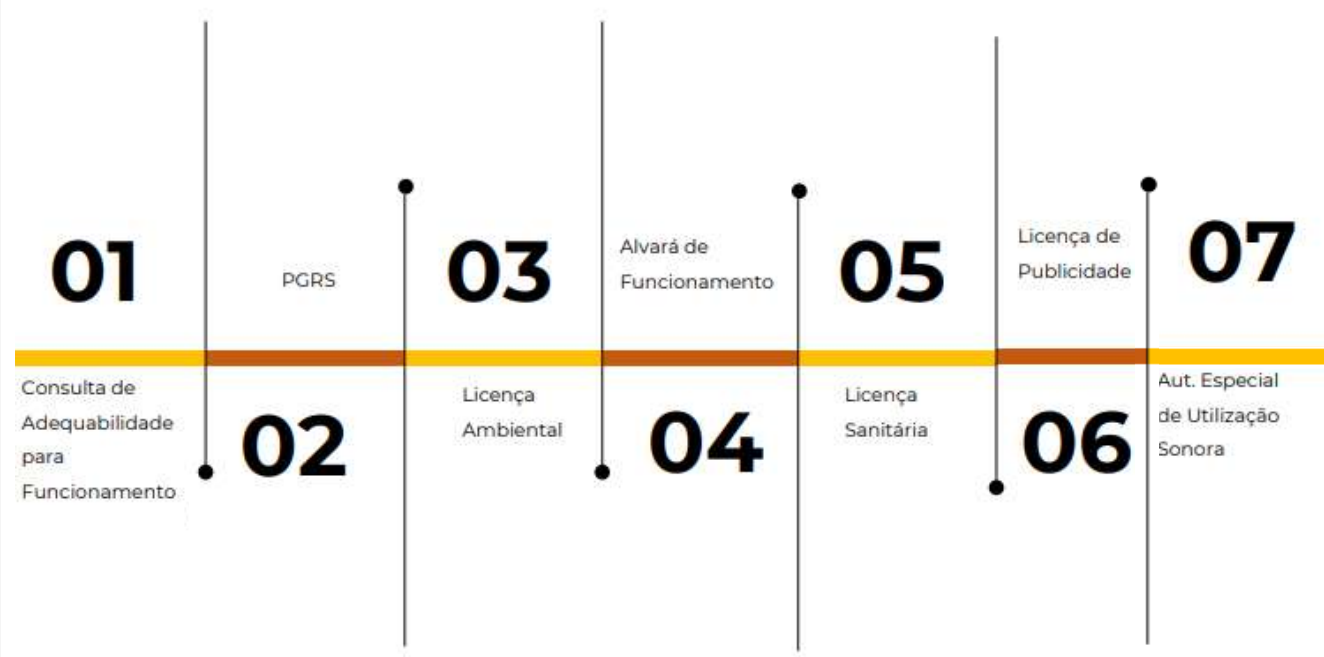 01
Consulta de
Adequabilidade
para
Funcionamento
PGRS
02
03
Licença
Ambiental
Alvará de
Funcionamento
04
05
Licença
Sanitária
Licença de
Publicidade
06
07
Aut. Especial
de Utilização
Sonora